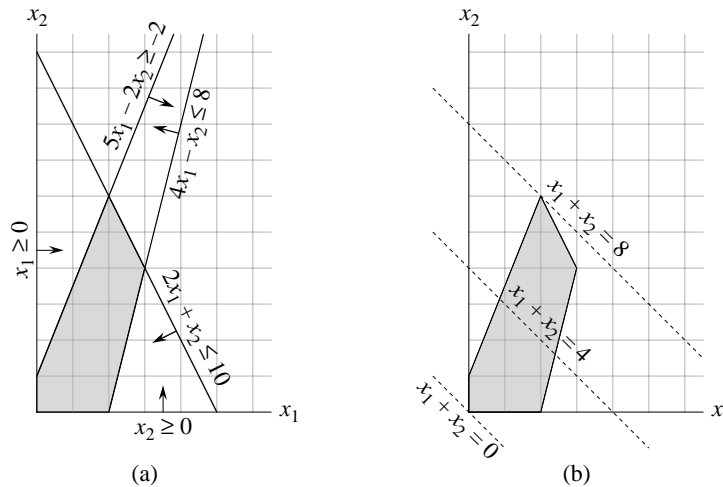 x₂
5x₁ − 2x₂ ≥ −2
4x₁ − x₂ ≤ 8
x₁ ≥ 0
2x₁ + x₂ ≤ 10
x₂ ≥ 0
x₁
(a)
x₂
x₁ + x₂ = 8
x₁ + x₂ = 4
x₁ + x₂ = 0
x
(b)